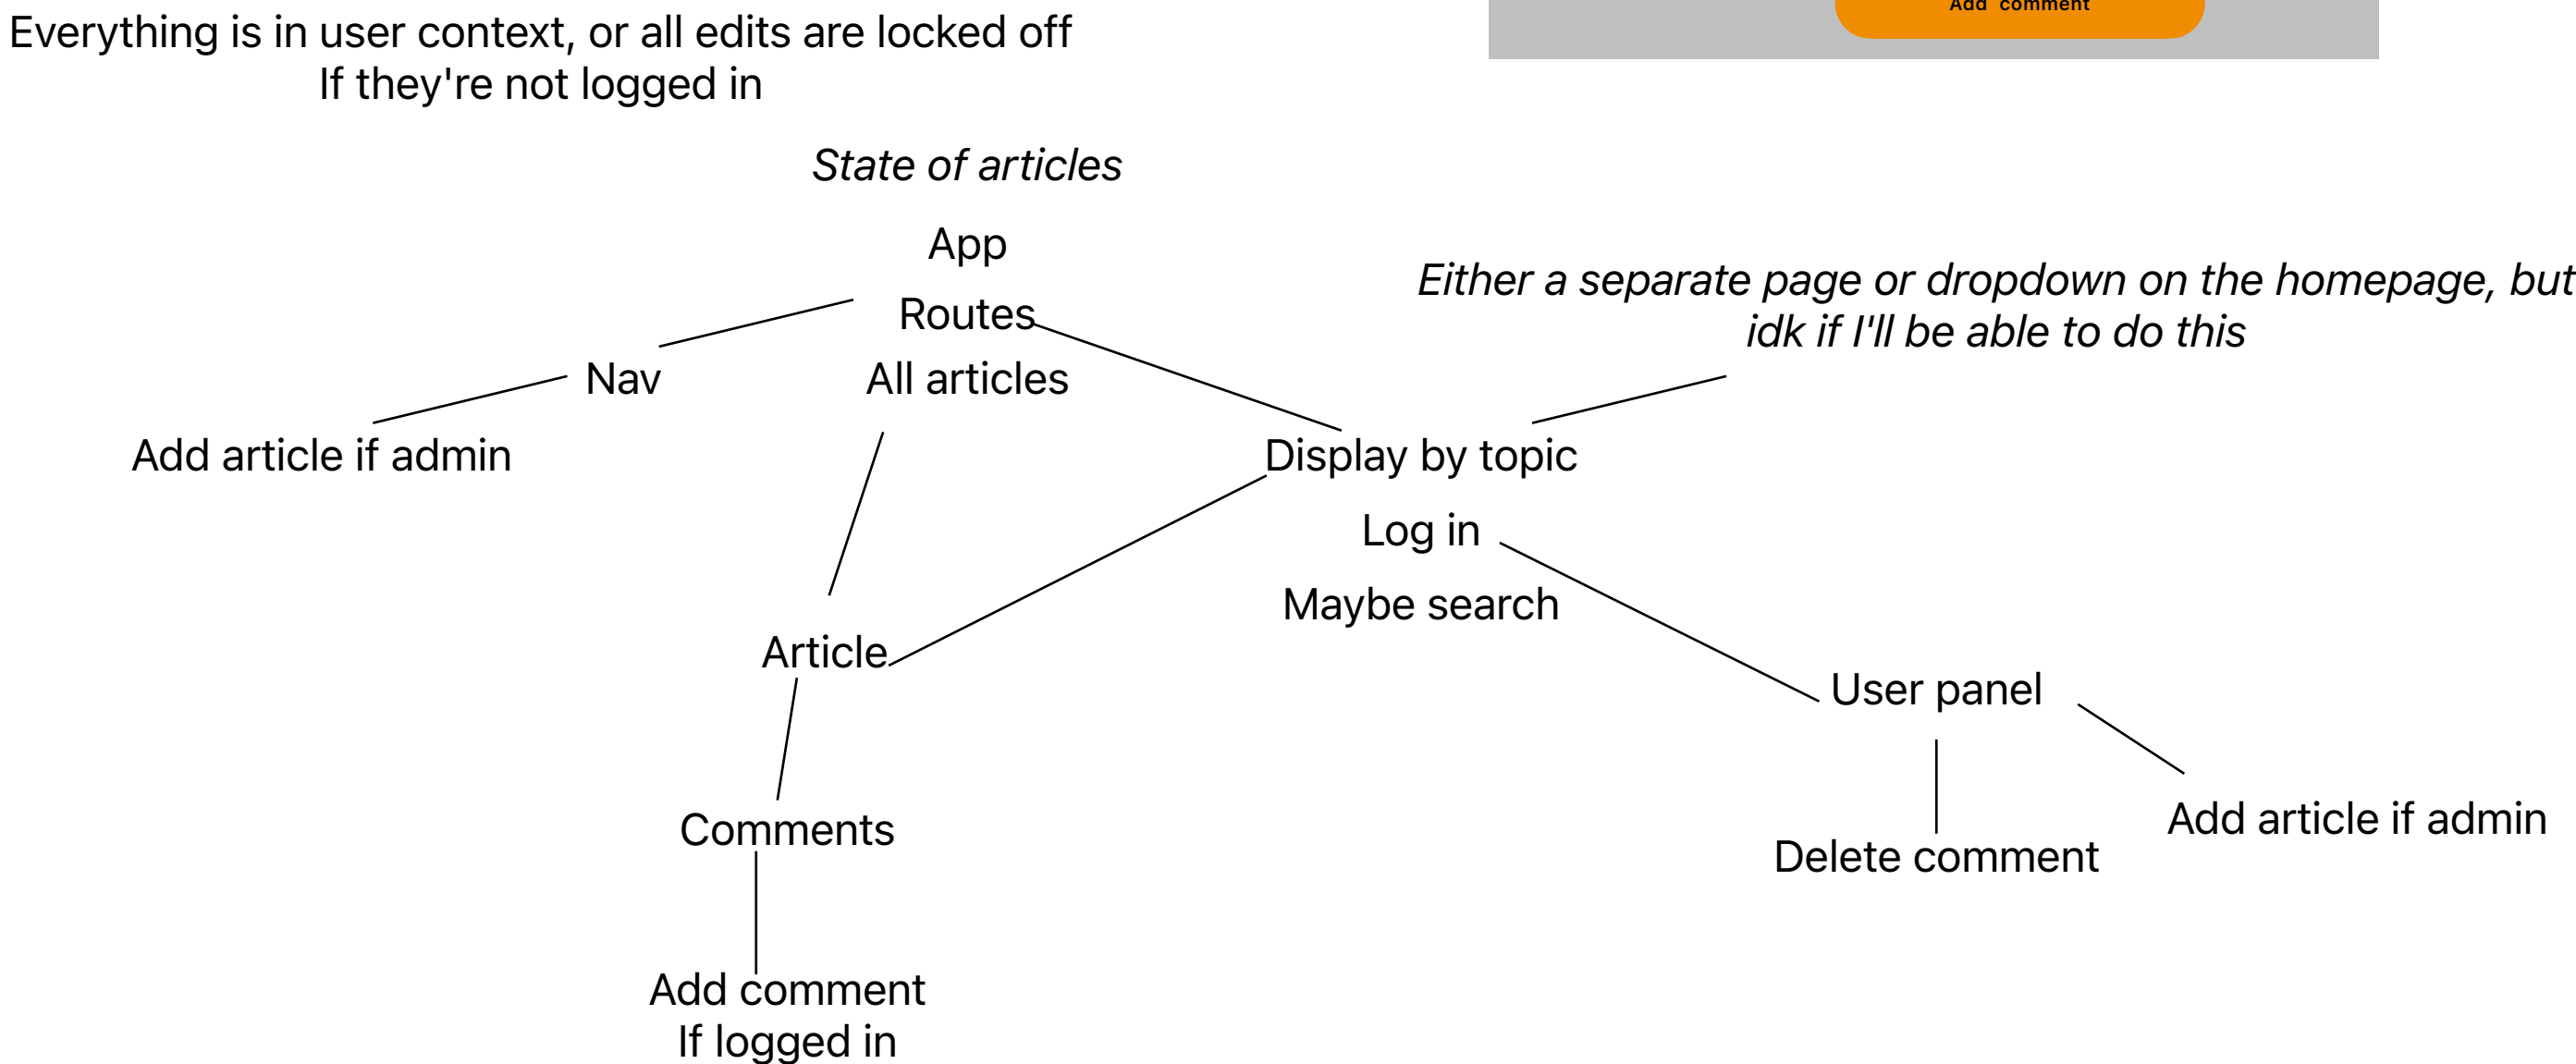 Add comment
Everything is in user context, or all edits are locked off
If they're not logged in
State of articles
App
Either a separate page or dropdown on the homepage, but
idk if I'll be able to do this
Routes
Nav
All articles
Add article if admin
Display by topic
Log in
Maybe search
Article
User panel
Comments
Add article if admin
Delete comment
Add comment
If logged in